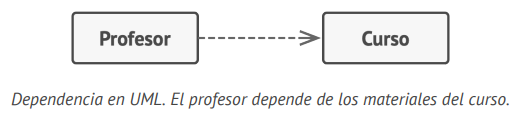 Profesor
Curso
Dependencia en UML. El profesor depende de los materiales del curso.